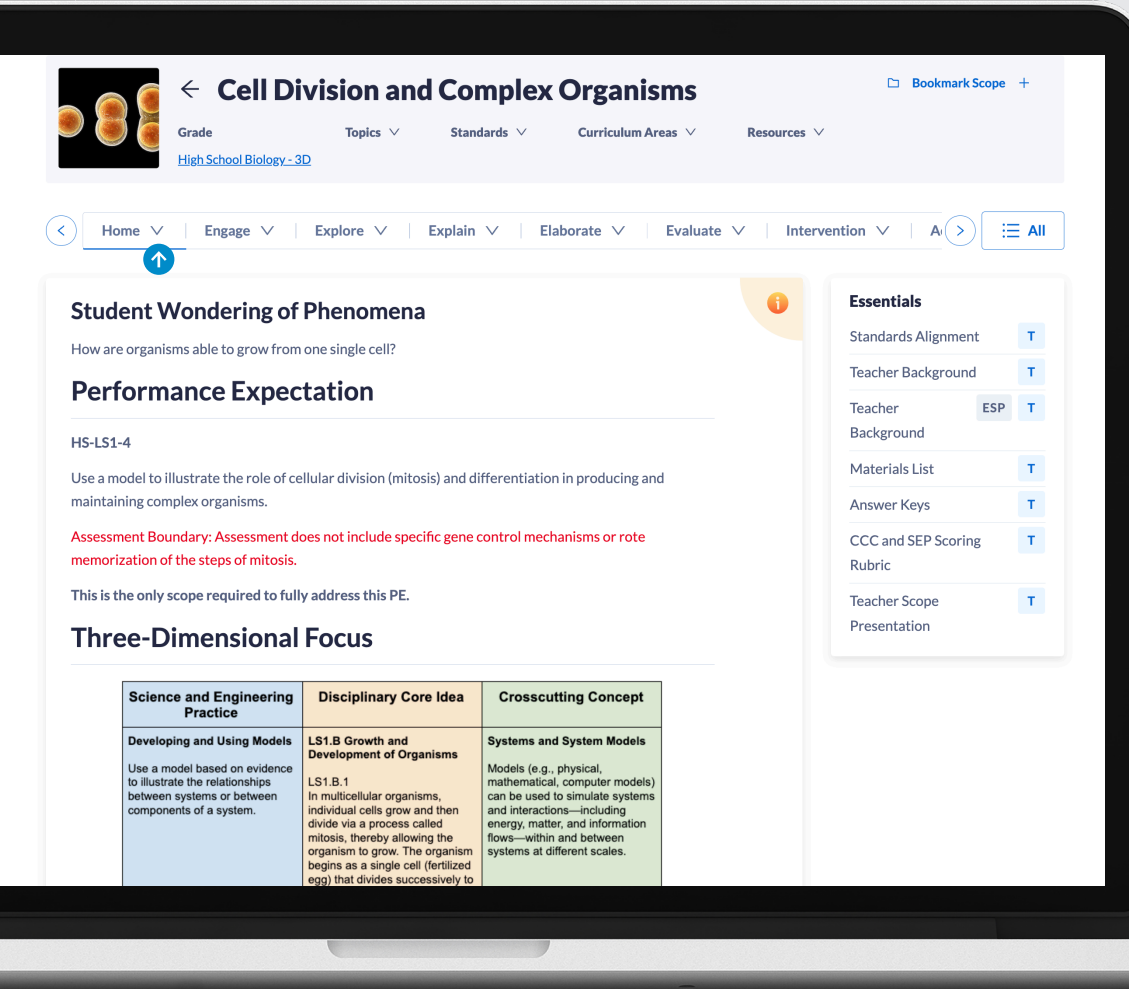 Cell Division and Complex Organisms
Bookmark Scope +
Grade
Topics
Standards
Curriculum Areas
Resources
High School Biology - 3D
Home
Engage
Explore
Explain
Elaborate
Evaluate
Intervention
All
Student Wondering of Phenomena
How are organisms able to grow from one single cell?
Performance Expectation
HS-LS1-4
Use a model to illustrate the role of cellular division (mitosis) and differentiation in producing and
maintaining complex organisms.
Assessment Boundary: Assessment does not include specific gene control mechanisms or rote
memorization of the steps of mitosis.
This is the only scope required to fully address this PE.
Three-Dimensional Focus
Science and Engineering
Practice
Developing and Using Models
Use a model based on evidence
to illustrate the relationships
between systems or between
components of a system.
Disciplinary Core Idea
LS1.B Growth and
Development of Organisms
LS1.B.1
In multicellular organisms,
individual cells grow and then
divide via a process called
mitosis, thereby allowing the
organism to grow. The organism
begins as a single cell (fertilized
egg) that divides successively to
Crosscutting Concept
Systems and System Models
Models (e.g., physical,
mathematical, computer models)
can be used to simulate systems
and interactions—including
energy, matter, and information
flows—within and between
systems at different scales.
Essentials
Standards Alignment T
Teacher Background T
Teacher ESP T
Background
Materials List T
Answer Keys T
CCC and SEP Scoring T
Rubric
Teacher Scope T
Presentation